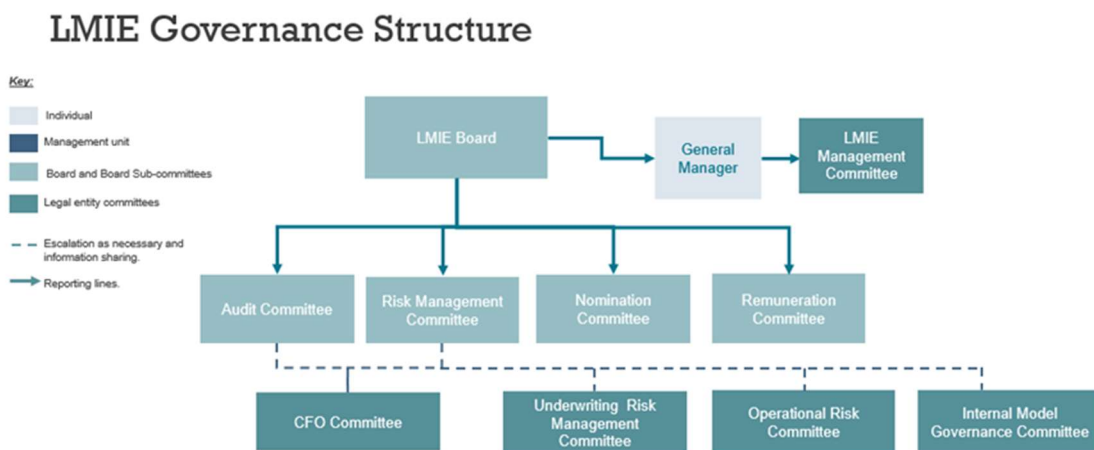 LMIE Governance Structure
Key:
Individual
Management unit
Board and Board Sub-committees
Legal entity committees
Escalation as necessary and
information sharing.
Reporting lines.
LMIE Board
General
Manager
LMIE
Management
Committee
Audit Committee
Risk Management
Committee
Nomination
Committee
Remuneration
Committee
CFO Committee
Underwriting Risk
Management
Committee
Operational Risk
Committee
Internal Model
Governance Committee